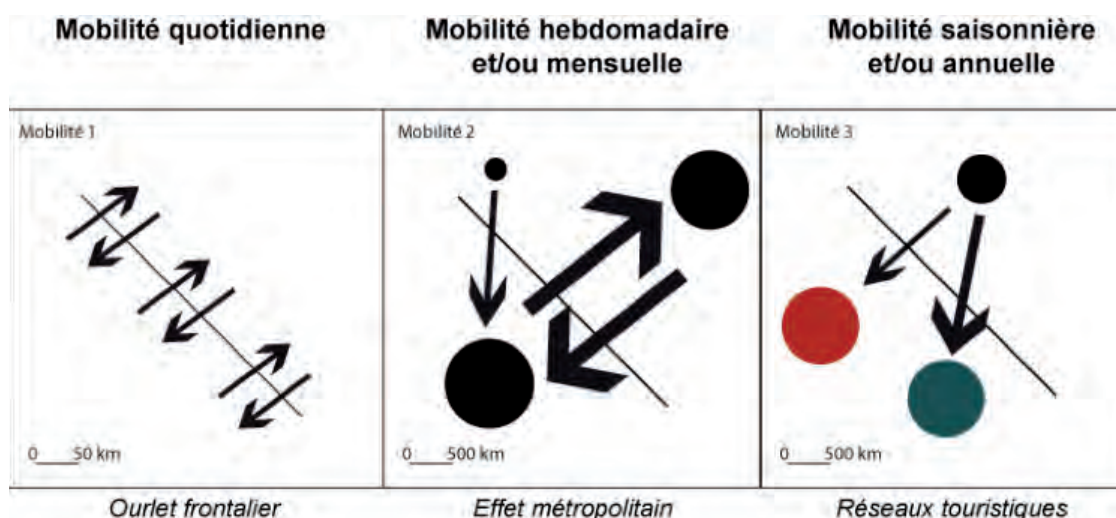 Mobilité quotidienne
Mobilité hebdomadaire
et/ou mensuelle
Mobilité saisonnière
et/ou annuelle
Mobilité 1
Mobilité 2
Mobilité 3
0 50 km
0 500 km
0 500 km
Ourlet frontalier
Effet métropolitain
Réseaux touristiques